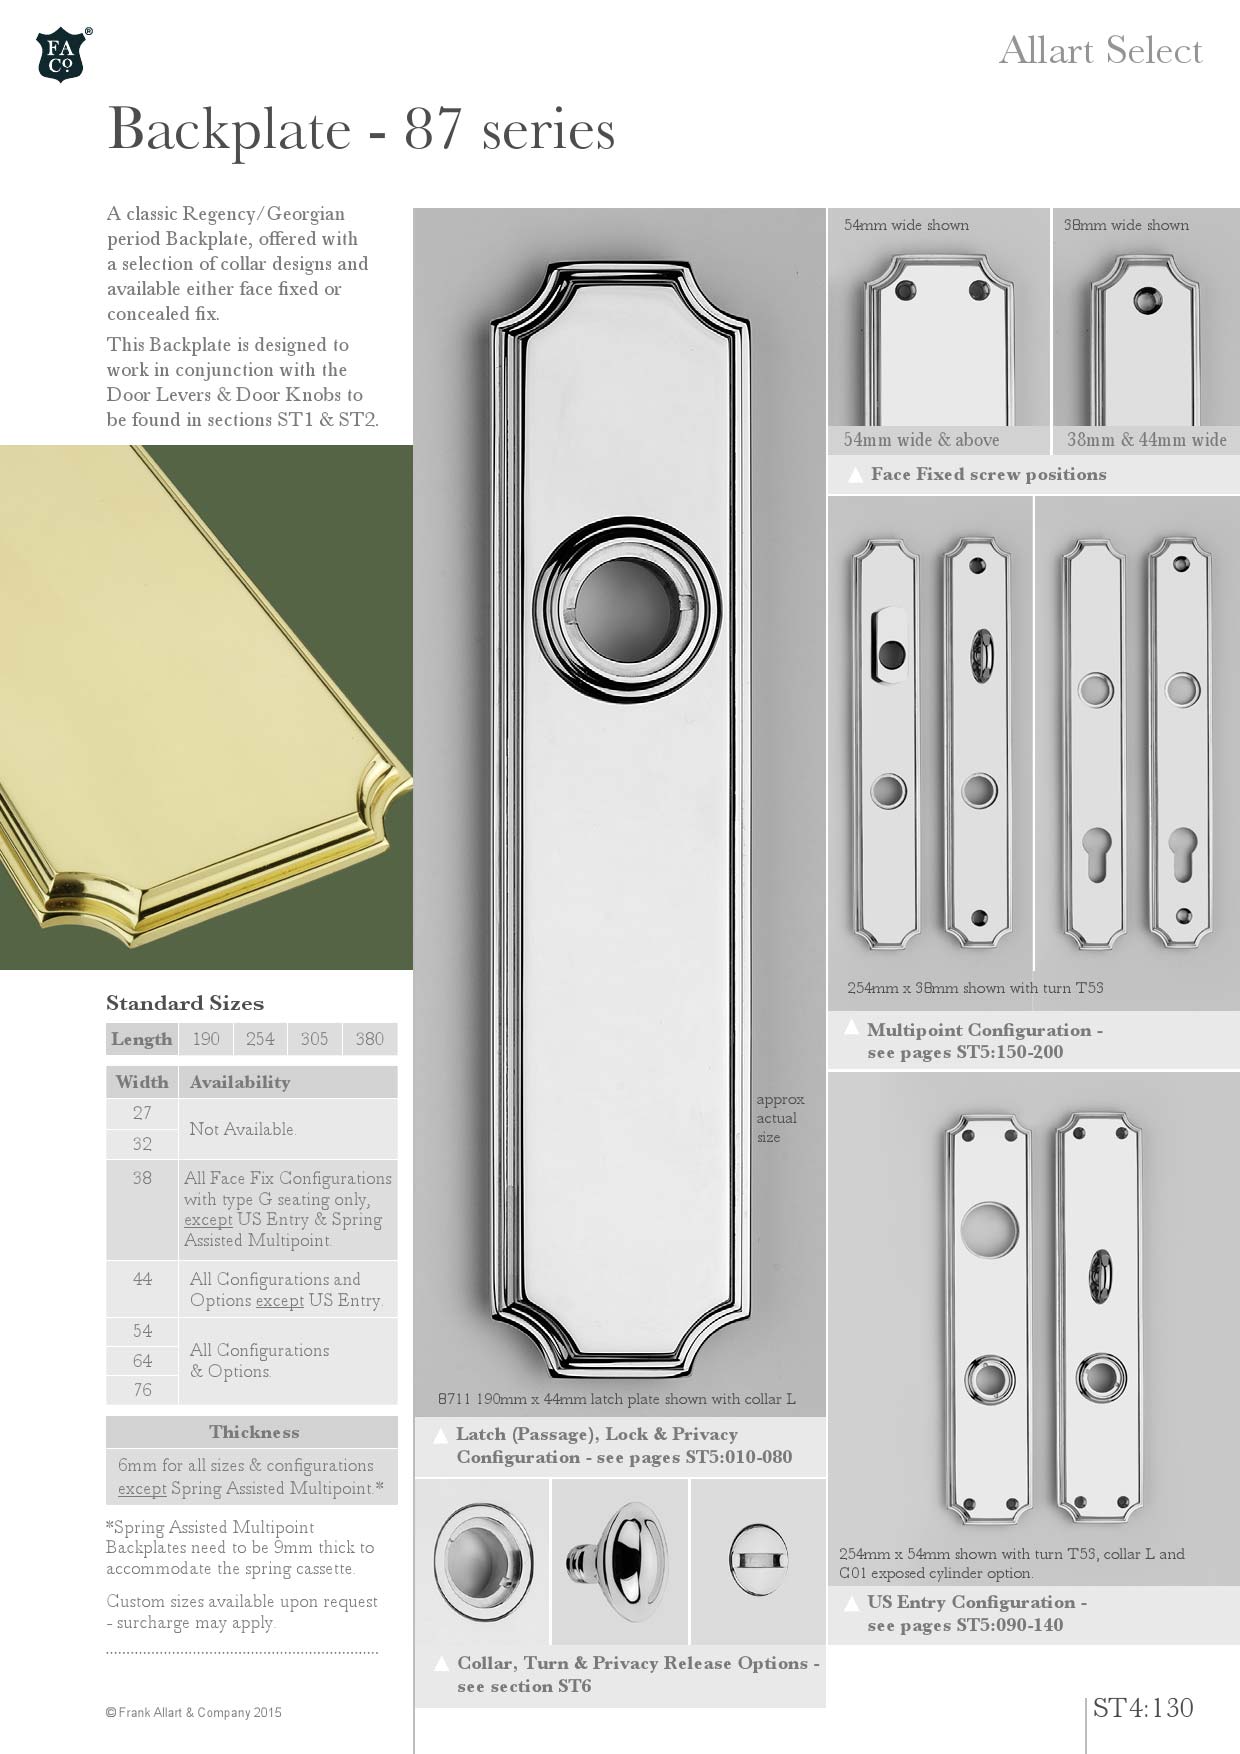 FA
Co.
®
Allart Select
Backplate - 87 series
A classic Regency/Georgian
period Backplate, offered with
a selection of collar designs and
available either face fixed or
concealed fix.
This Backplate is designed to
work in conjunction with the
Door Levers & Door Knobs to
be found in sections ST1 & ST2.
Standard Sizes
Length 190 254 305 380
Width Availability
27
32
Not Available.
38 All Face Fix Configurations
with type G seating only,
except US Entry & Spring
Assisted Multipoint.
44 All Configurations and
Options except US Entry.
54
64
76
All Configurations
& Options.
Thickness
6mm for all sizes & configurations
except Spring Assisted Multipoint.*
*Spring Assisted Multipoint
Backplates need to be 9mm thick to
accommodate the spring cassette.
Custom sizes available upon request
- surcharge may apply.
© Frank Allart & Company 2015
approx
actual
size
8711 190mm x 44mm latch plate shown with collar L
Latch (Passage), Lock & Privacy
Configuration - see pages ST5:010-080
Collar, Turn & Privacy Release Options -
see section ST6
54mm wide shown
38mm wide shown
54mm wide & above
38mm & 44mm wide
Face Fixed screw positions
254mm x 38mm shown with turn T53
Multipoint Configuration -
see pages ST5:150-200
254mm x 54mm shown with turn T53, collar L and
C01 exposed cylinder option.
US Entry Configuration -
see pages ST5:090-140
ST4:130